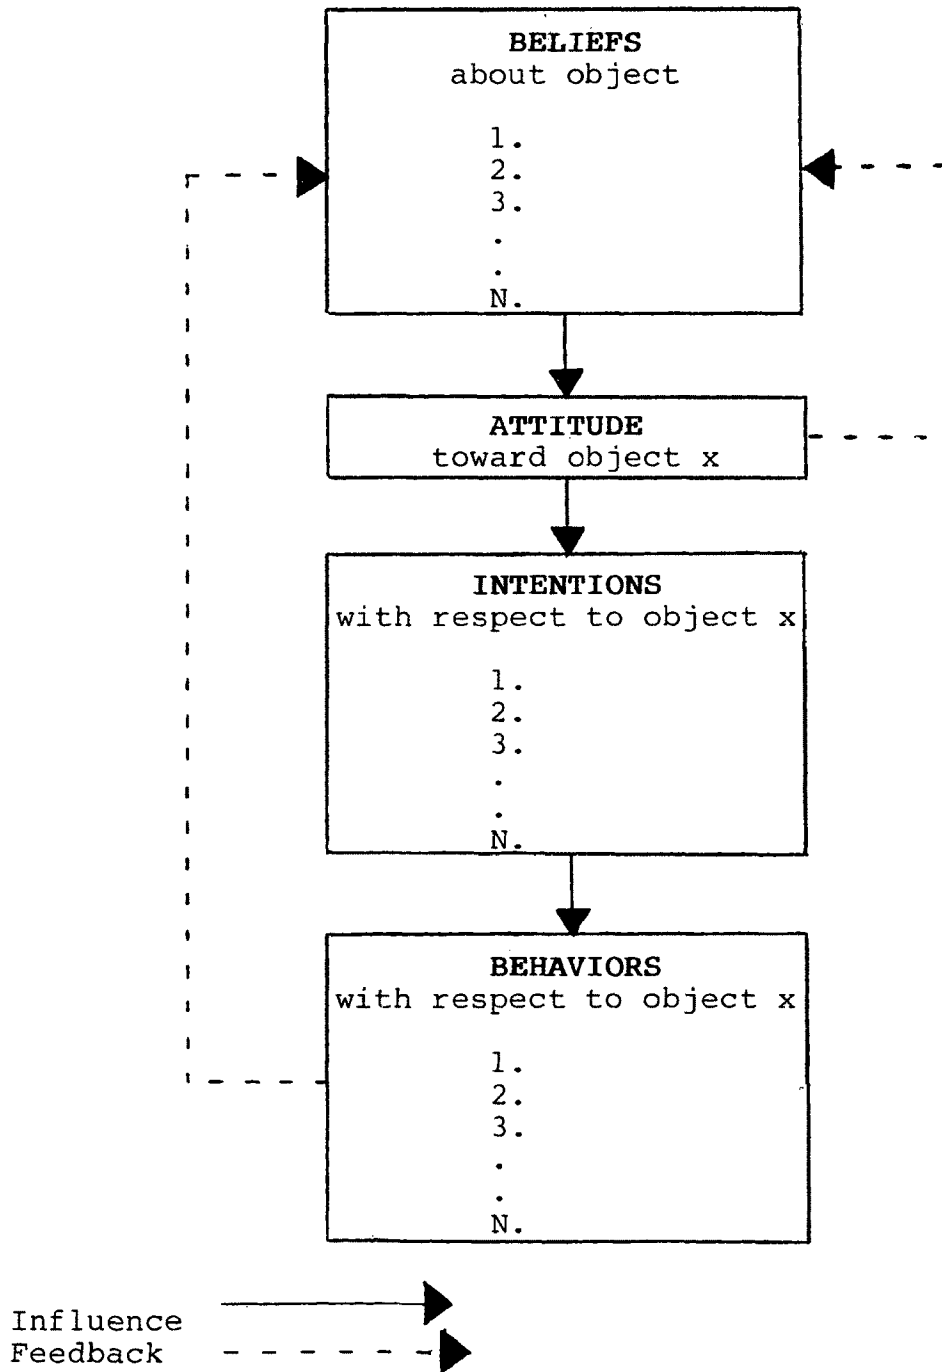 BELIEFS
about object
1.
2.
3.
.
.
N.
ATTITUDE
toward object x
INTENTIONS
with respect to object x
1.
2.
3.
.
.
N.
BEHAVIORS
with respect to object x
1.
2.
3.
.
.
N.
Influence
Feedback